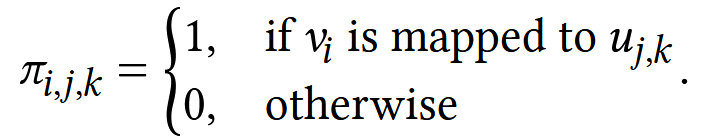 π_{i,j,k} = { 1, if v_i is mapped to u_{j,k}
0, otherwise .